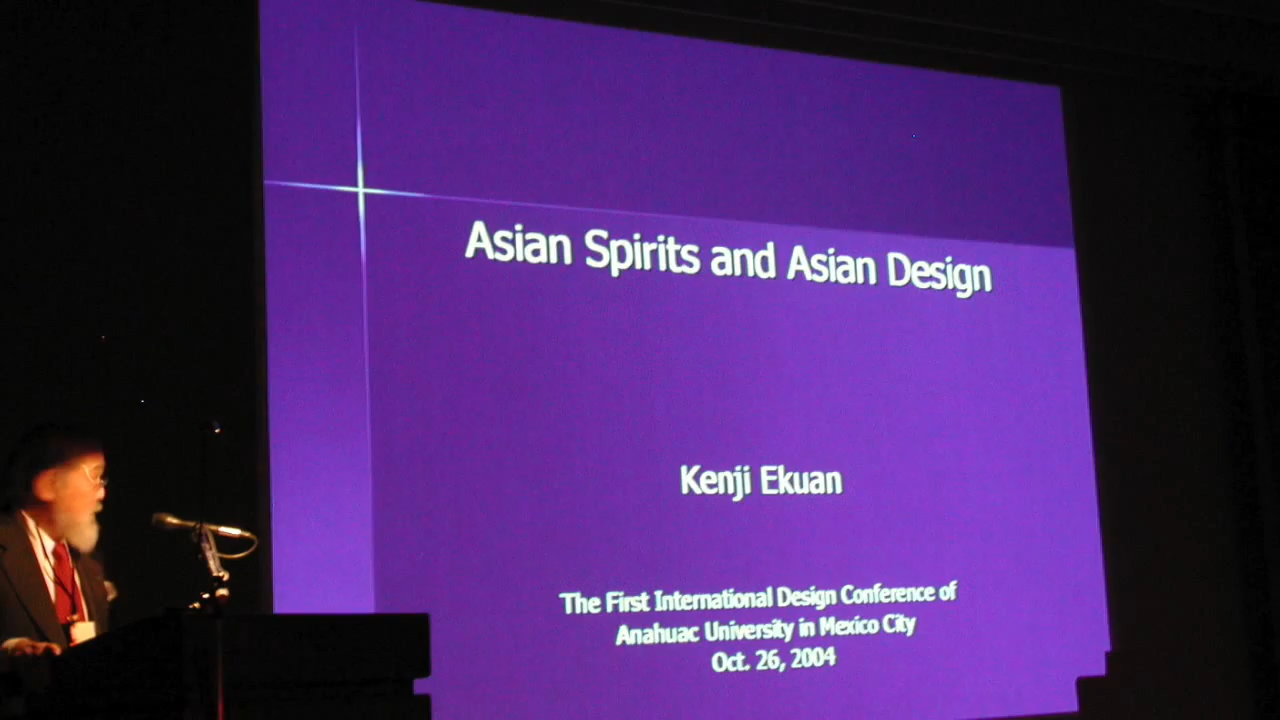 Asian Spirits and Asian Design
Kenji Ekuan
The First International Design Conference of
Anahuac University in Mexico City
Oct. 26, 2004